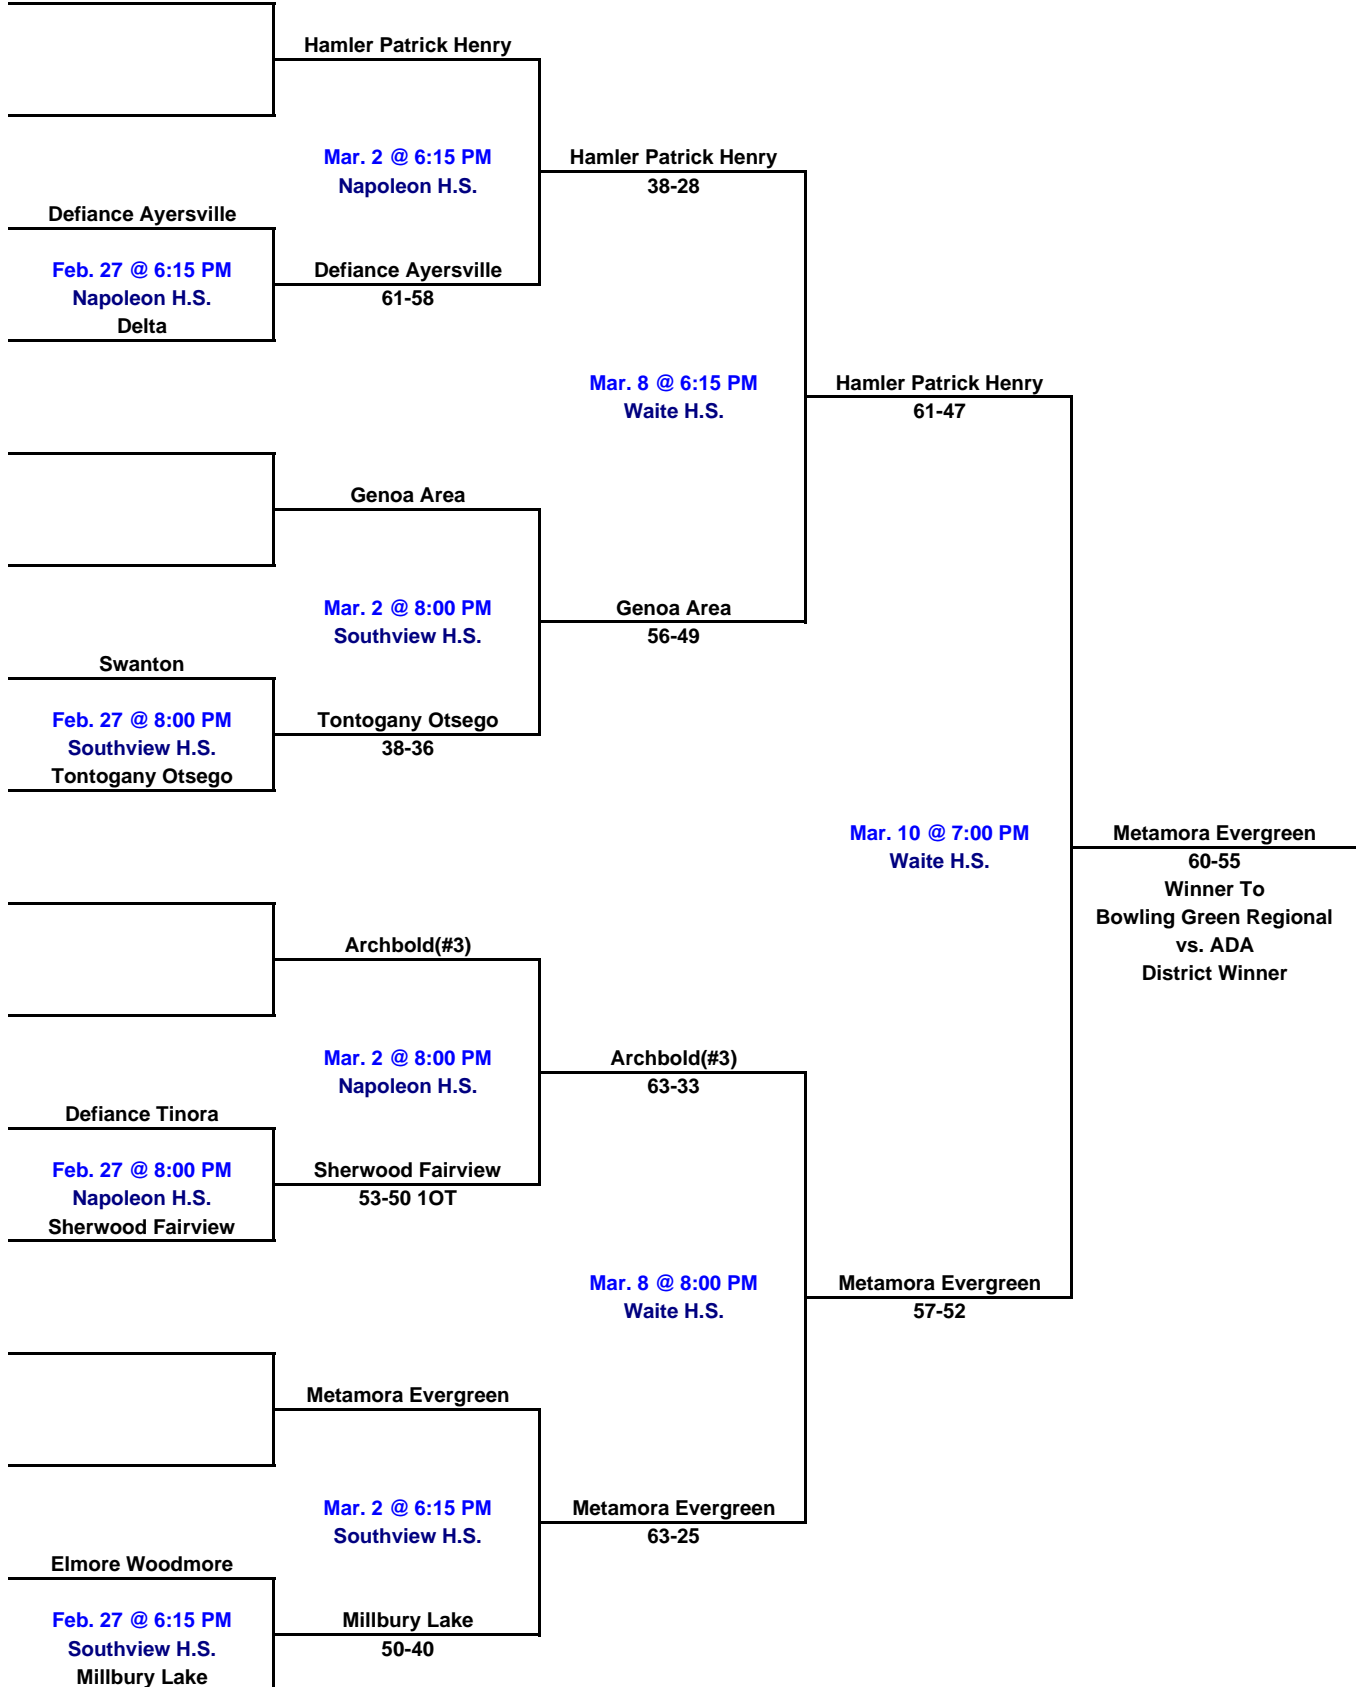 Hamler Patrick Henry
Mar. 2 @ 6:15 PM
Napoleon H.S.
Hamler Patrick Henry
38-28
Defiance Ayersville
Feb. 27 @ 6:15 PM
Napoleon H.S.
Delta
Defiance Ayersville
61-58
Mar. 8 @ 6:15 PM
Waite H.S.
Hamler Patrick Henry
61-47
Genoa Area
Mar. 2 @ 8:00 PM
Southview H.S.
Genoa Area
56-49
Swanton
Feb. 27 @ 8:00 PM
Southview H.S.
Tontogany Otsego
Tontogany Otsego
38-36
Mar. 10 @ 7:00 PM
Waite H.S.
Metamora Evergreen
60-55
Winner To
Bowling Green Regional
vs. ADA
District Winner
Archbold(#3)
Mar. 2 @ 8:00 PM
Napoleon H.S.
Archbold(#3)
63-33
Defiance Tinora
Feb. 27 @ 8:00 PM
Napoleon H.S.
Sherwood Fairview
Sherwood Fairview
53-50 1OT
Mar. 8 @ 8:00 PM
Waite H.S.
Metamora Evergreen
57-52
Metamora Evergreen
Mar. 2 @ 6:15 PM
Southview H.S.
Metamora Evergreen
63-25
Elmore Woodmore
Feb. 27 @ 6:15 PM
Southview H.S.
Millbury Lake
Millbury Lake
50-40